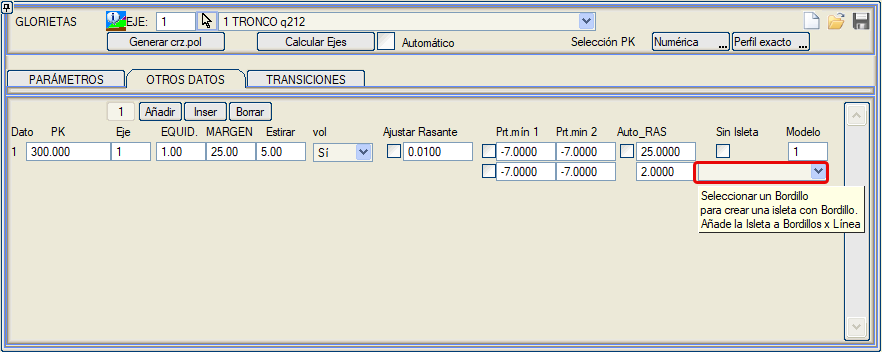 GLORIETAS EJE: 1 1 TRONCO q212
Generar crz.pol Calcular Ejes Automático Selección PK Numérica ... Perfil exacto ...
PARÁMETROS OTROS DATOS TRANSICIONES
1 Añadir Inser Borrar
Dato PK Eje EQUID. MARGEN Estirar vol Ajustar Rasante Prt.mín 1 Prt.min 2 Auto_RAS Sin Isleta Modelo
1 300.000 1 1.00 25.00 5.00 Sí 0.0100 -7.0000 -7.0000 25.0000 1
-7.0000 -7.0000 2.0000
Seleccionar un Bordillo
para crear una isleta con Bordillo.
Añade la Isleta a Bordillos x Línea